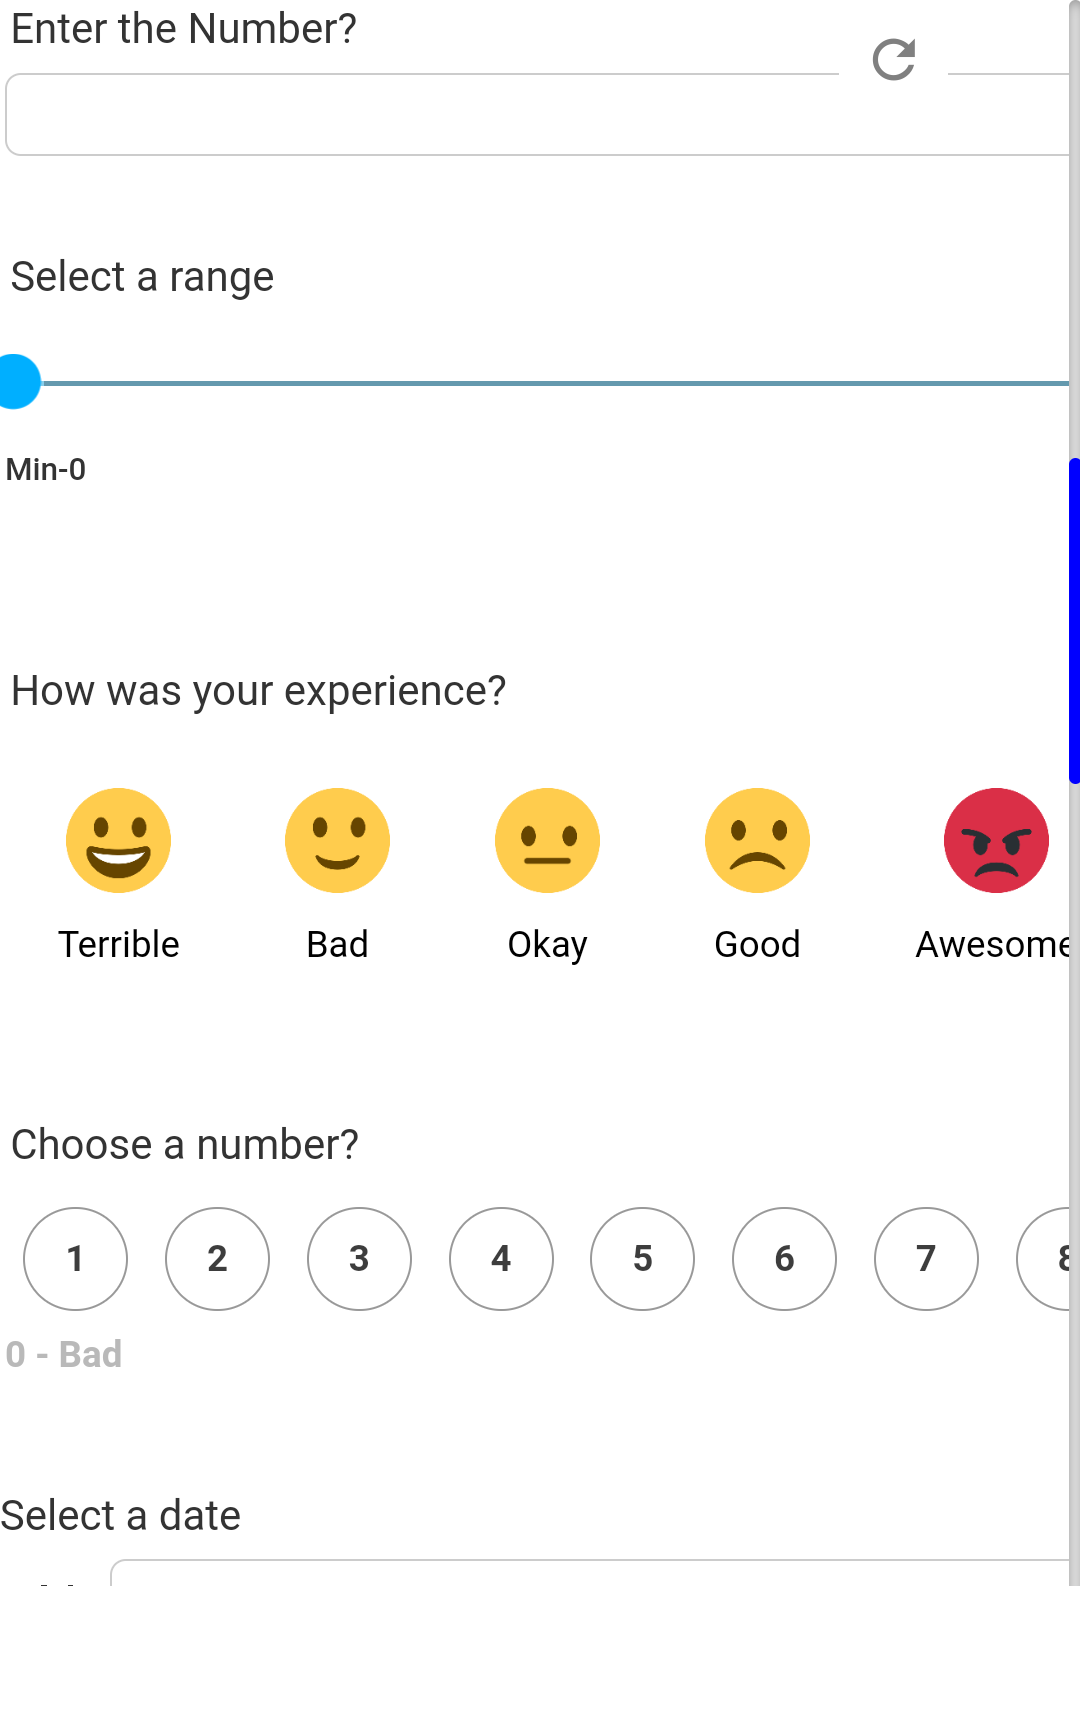 Enter the Number?
Select a range
Min-0
How was your experience?
Terrible Bad Okay Good Awesome
Choose a number?
1 2 3 4 5 6 7 8
0 - Bad
Select a date